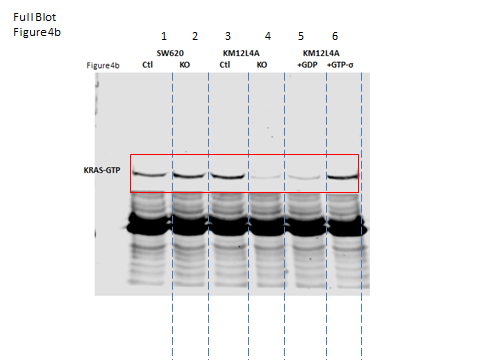 Full Blot
Figure4b
1 2 3 4 5 6
SW620 KM12L4A KM12L4A
Figure4b Ctl KO Ctl KO +GDP +GTP-σ
KRAS-GTP